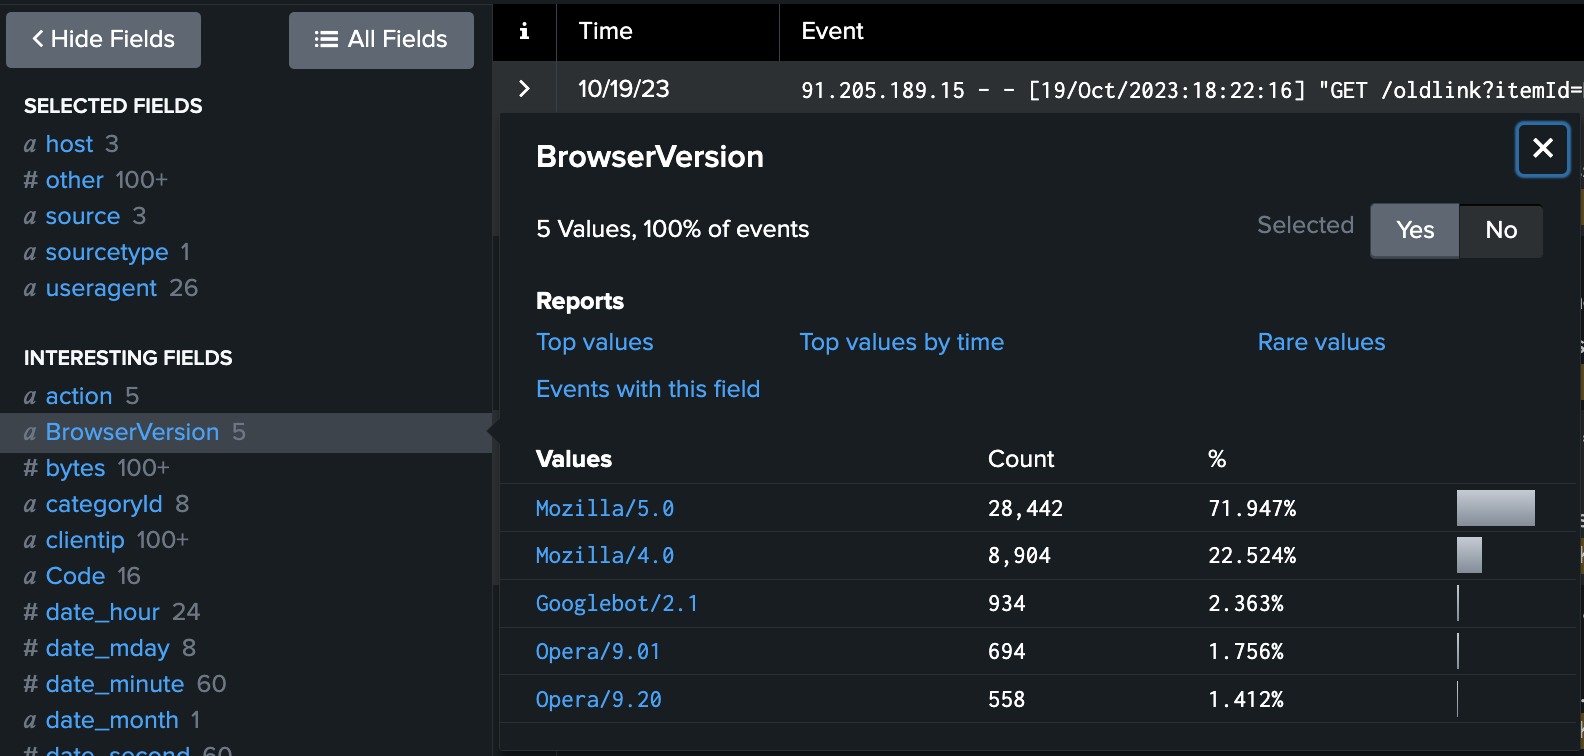 Hide Fields
All Fields
SELECTED FIELDS
a host 3
# other 100+
a source 3
a sourcetype 1
a useragent 26
INTERESTING FIELDS
a action 5
a BrowserVersion 5
# bytes 100+
a categoryId 8
a clientip 100+
a Code 16
# date_hour 24
# date_mday 8
# date_minute 60
a date_month 1
# date_second 60
i Time Event
10/19/23 91.205.189.15 - - [19/Oct/2023:18:22:16] "GET /oldlink?itemId=
BrowserVersion
5 Values, 100% of events Selected Yes No
Reports
Top values Top values by time Rare values
Events with this field
Values Count %
Mozilla/5.0 28,442 71.947%
Mozilla/4.0 8,904 22.524%
Googlebot/2.1 934 2.363%
Opera/9.01 694 1.756%
Opera/9.20 558 1.412%